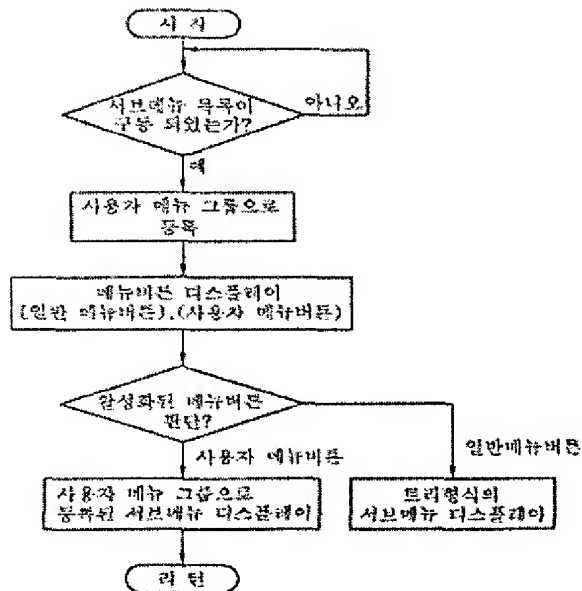 시 작
서브메뉴 목록이
구동 되었는가?
아니오
예
사용자 메뉴 그룹으로
등록
메뉴버튼 디스플레이
(일반 메뉴버튼),(사용자 메뉴버튼)
활성화된 메뉴버튼
판단?
사용자 메뉴버튼
일반메뉴버튼
사용자 메뉴 그룹으로
등록된 서브메뉴 디스플레이
트리형식의
서브메뉴 디스플레이
리 턴